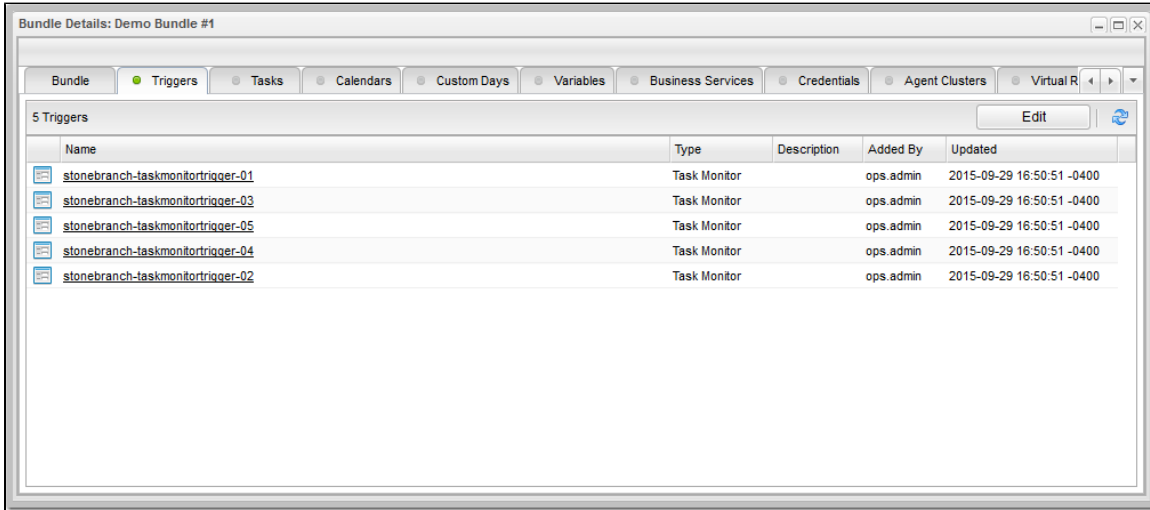 Bundle Details: Demo Bundle #1
Bundle Triggers Tasks Calendars Custom Days Variables Business Services Credentials Agent Clusters Virtual R
5 Triggers Edit
Name Type Description Added By Updated
stonebranch-taskmonitortrigger-01 Task Monitor ops.admin 2015-09-29 16:50:51 -0400
stonebranch-taskmonitortrigger-03 Task Monitor ops.admin 2015-09-29 16:50:51 -0400
stonebranch-taskmonitortrigger-05 Task Monitor ops.admin 2015-09-29 16:50:51 -0400
stonebranch-taskmonitortrigger-04 Task Monitor ops.admin 2015-09-29 16:50:51 -0400
stonebranch-taskmonitortrigger-02 Task Monitor ops.admin 2015-09-29 16:50:51 -0400